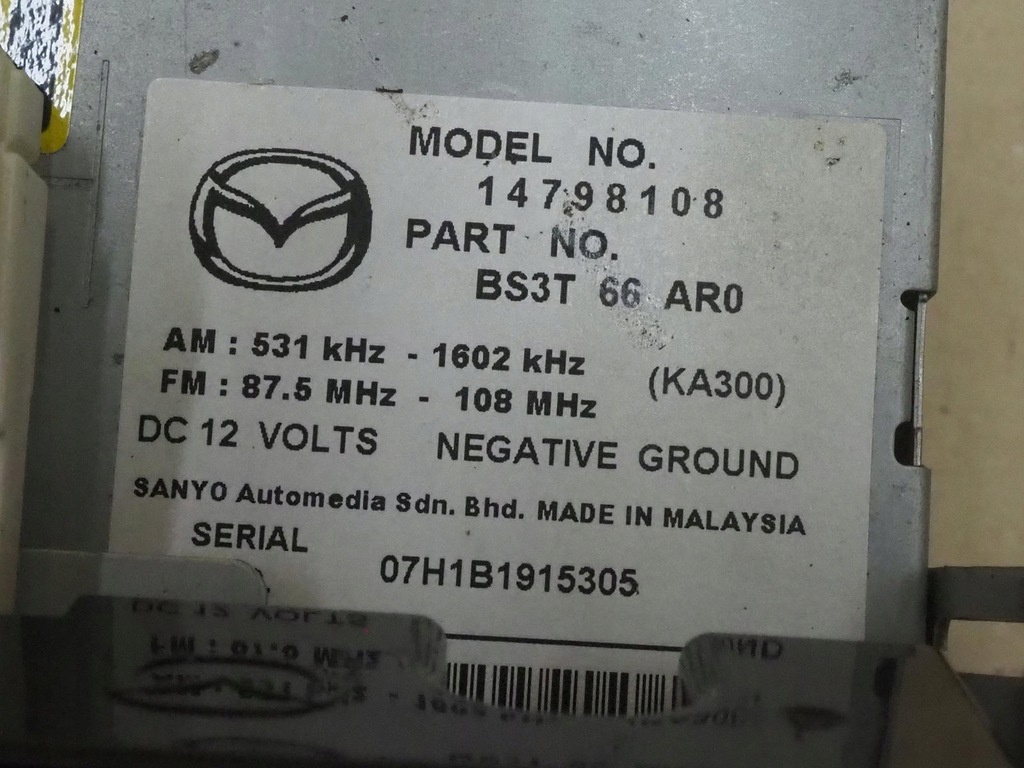 MODEL NO.
14798108
PART NO.
BS3T 66 AR0
AM : 531 kHz - 1602 kHz
(KA300)
FM : 87.5 MHz - 108 MHz
DC 12 VOLTS NEGATIVE GROUND
SANYO Automedia Sdn. Bhd. MADE IN MALAYSIA
SERIAL
07H1B1915305